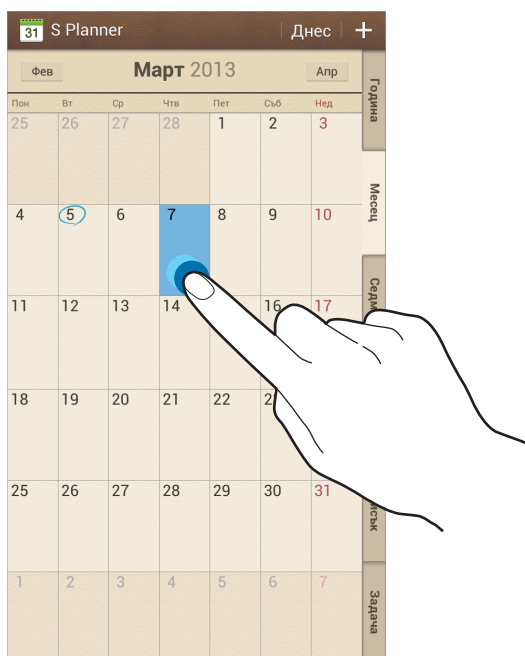 31 S Planner Днес +
Фев Март 2013 Апр
Пон Вт Ср Чтв Пет Съб Нед
25 26 27 28 1 2 3
4 5 6 7 8 9 10
11 12 13 14 16 17
18 19 20 21 22
25 26 27 28 29 30 31
1 2 3 4 5 6 7
Година
Месец
Задача